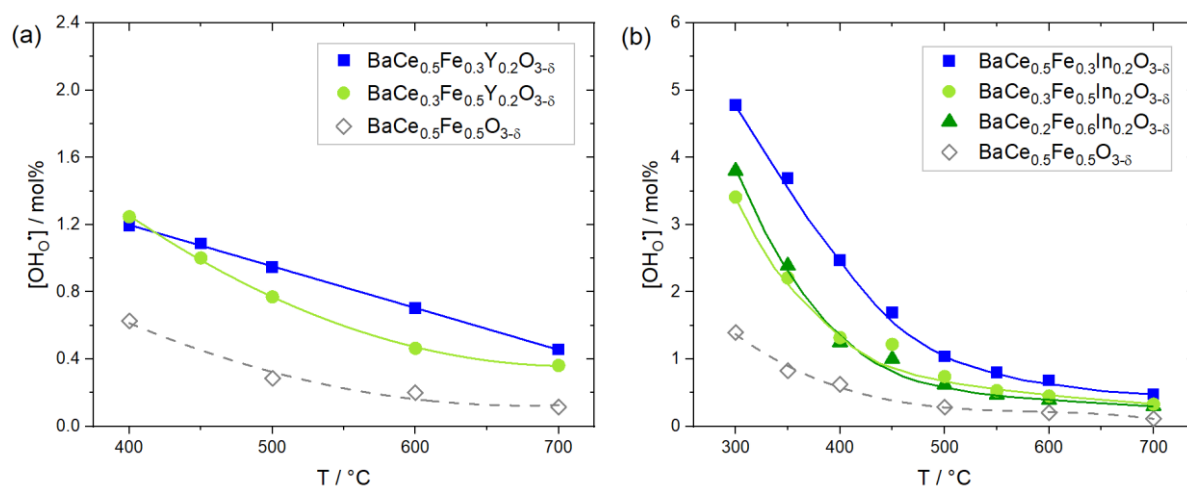 (a)
[OH_O^•] / mol%
2.4
2.0
1.6
1.2
0.8
0.4
0.0
400
500
600
700
T / °C
BaCe0.5Fe0.3Y0.2O3-δ
BaCe0.3Fe0.5Y0.2O3-δ
BaCe0.5Fe0.5O3-δ
(b)
[OH_O^•] / mol%
6
5
4
3
2
1
0
300
400
500
600
700
T / °C
BaCe0.5Fe0.3In0.2O3-δ
BaCe0.3Fe0.5In0.2O3-δ
BaCe0.2Fe0.6In0.2O3-δ
BaCe0.5Fe0.5O3-δ